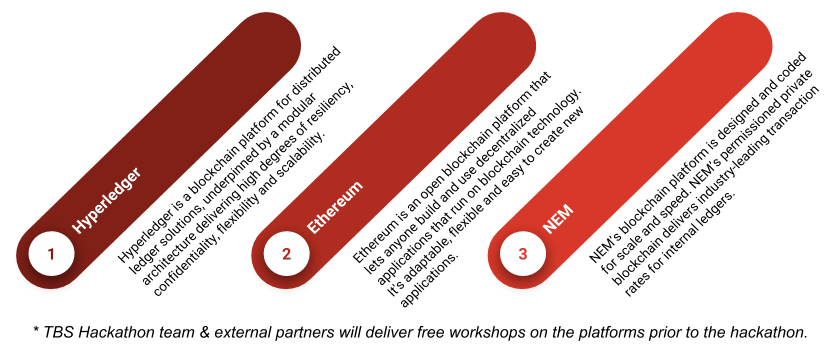 1
Hyperledger
Hyperledger is a blockchain platform for distributed
ledger solutions, underpinned by a modular
architecture delivering high degrees of resiliency,
confidentiality, flexibility and scalability.
2
Ethereum
Ethereum is an open blockchain platform that
lets anyone build and use decentralized
applications that run on blockchain technology.
It's adaptable, flexible and easy to create new
applications.
3
NEM
NEM's blockchain platform is designed and coded
for scale and speed. NEM's permissioned private
blockchain delivers industry-leading transaction
rates for internal ledgers.
* TBS Hackathon team & external partners will deliver free workshops on the platforms prior to the hackathon.